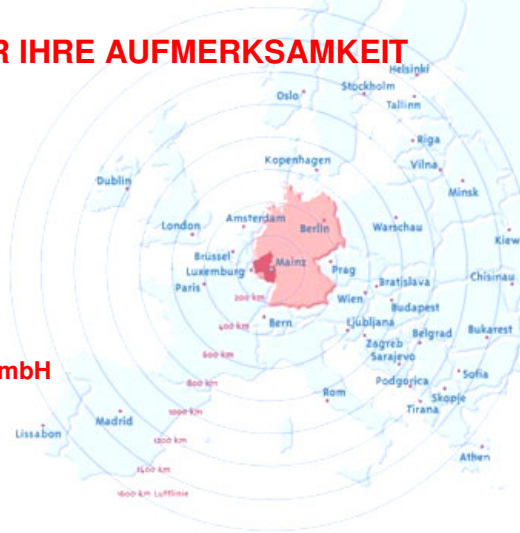 R IHRE AUFMERKSAMKEIT
Helsinki
Stockholm
Oslo
Tallinn
Riga
Kopenhagen
Vilna
Dublin
Minsk
Amsterdam
London
Berlin
Warschau
Kiew
Brüssel
Mainz
Luxemburg
Prag
Chisinau
Paris
Bratislava
200 km
Wien
Budapest
400 km
Bern
Ljubljana
Belgrad
Bukarest
Zagreb
600 km
Sarajevo
mbH
Sofia
800 km
Podgorica
Rom
Skopje
1000 km
Tirana
Madrid
Lissabon
1200 km
Athen
1400 km
1600 km Luftlinie